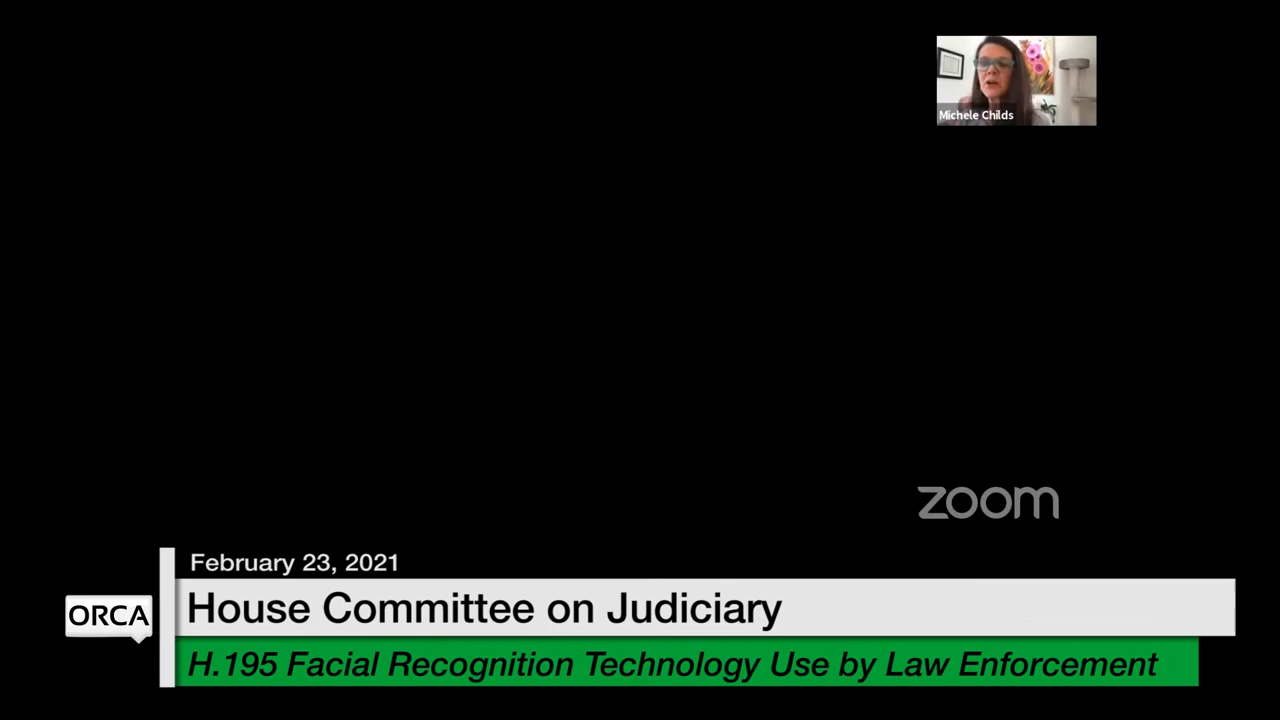 Michele Childs
zoom
February 23, 2021
House Committee on Judiciary
ORCA
H.195 Facial Recognition Technology Use by Law Enforcement